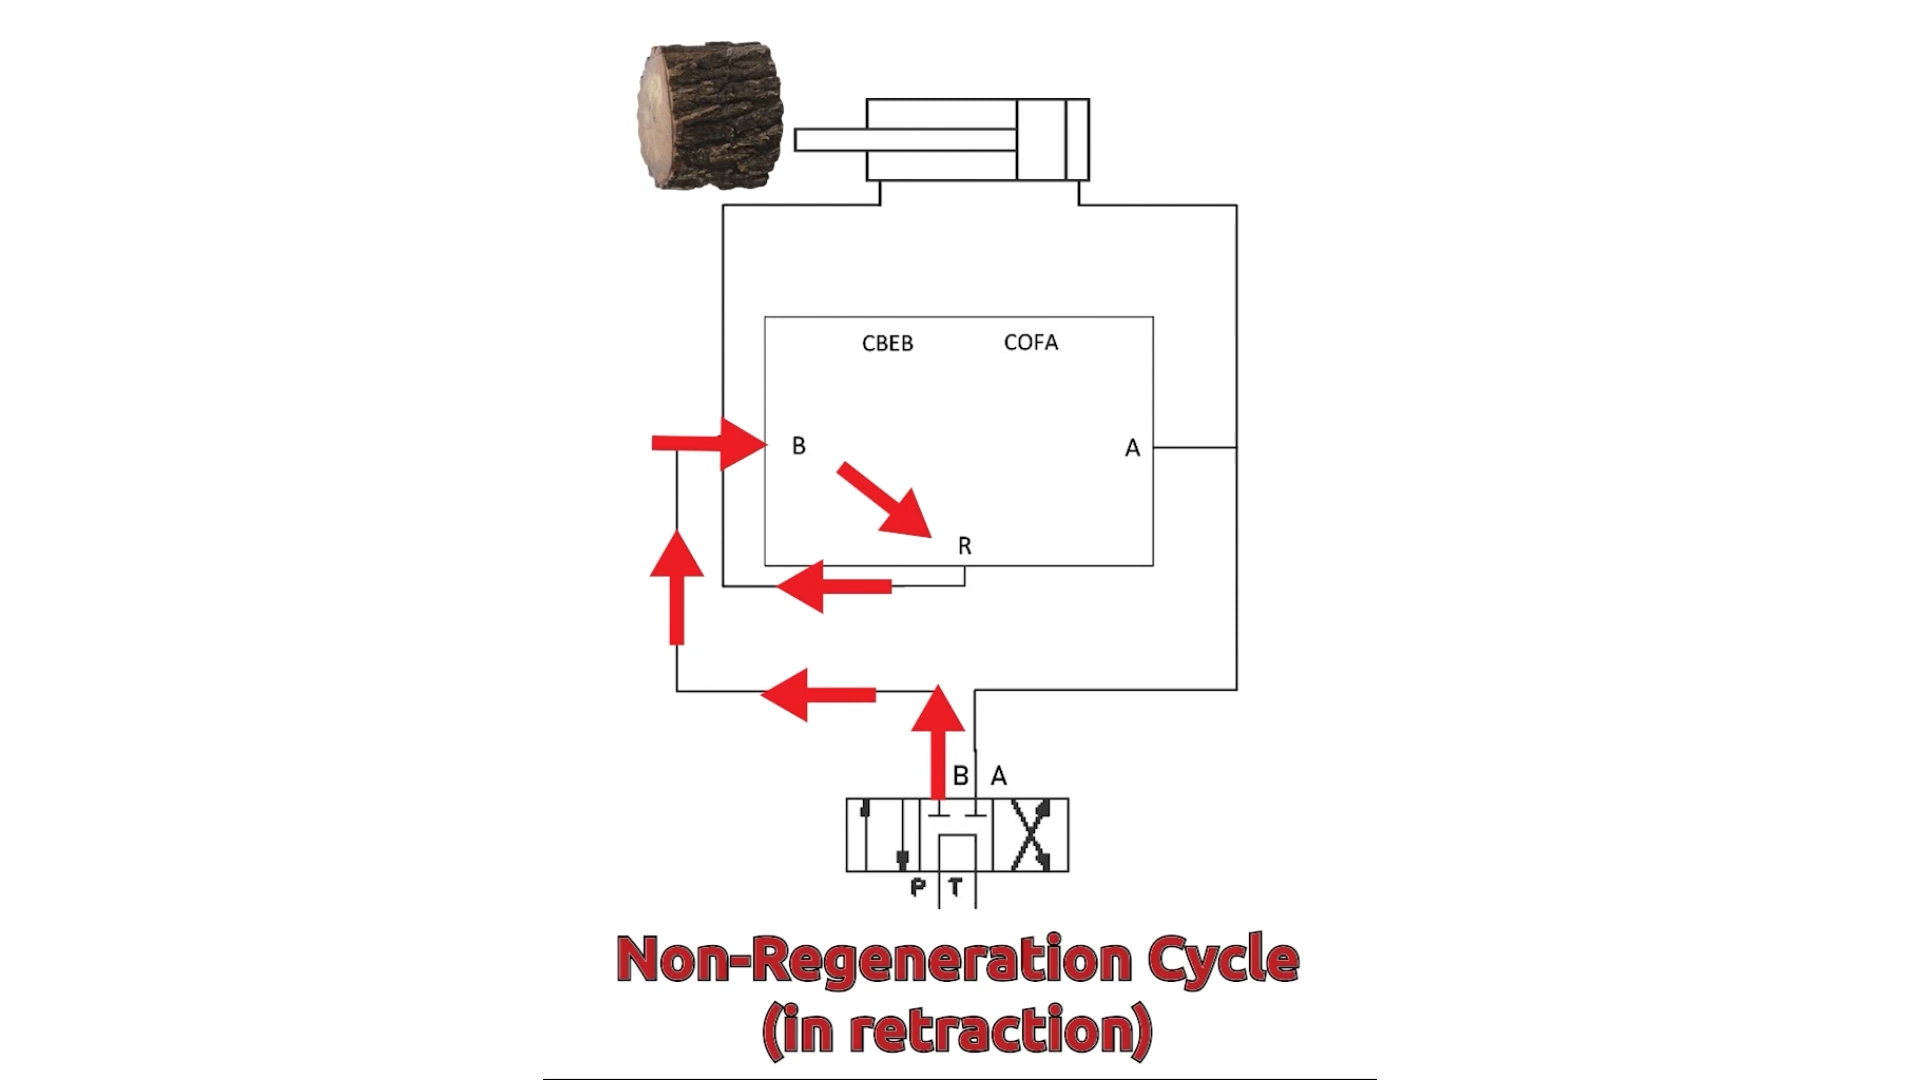 CBEB COFA
B A
R
B A
P T
Non-Regeneration Cycle
(in retraction)